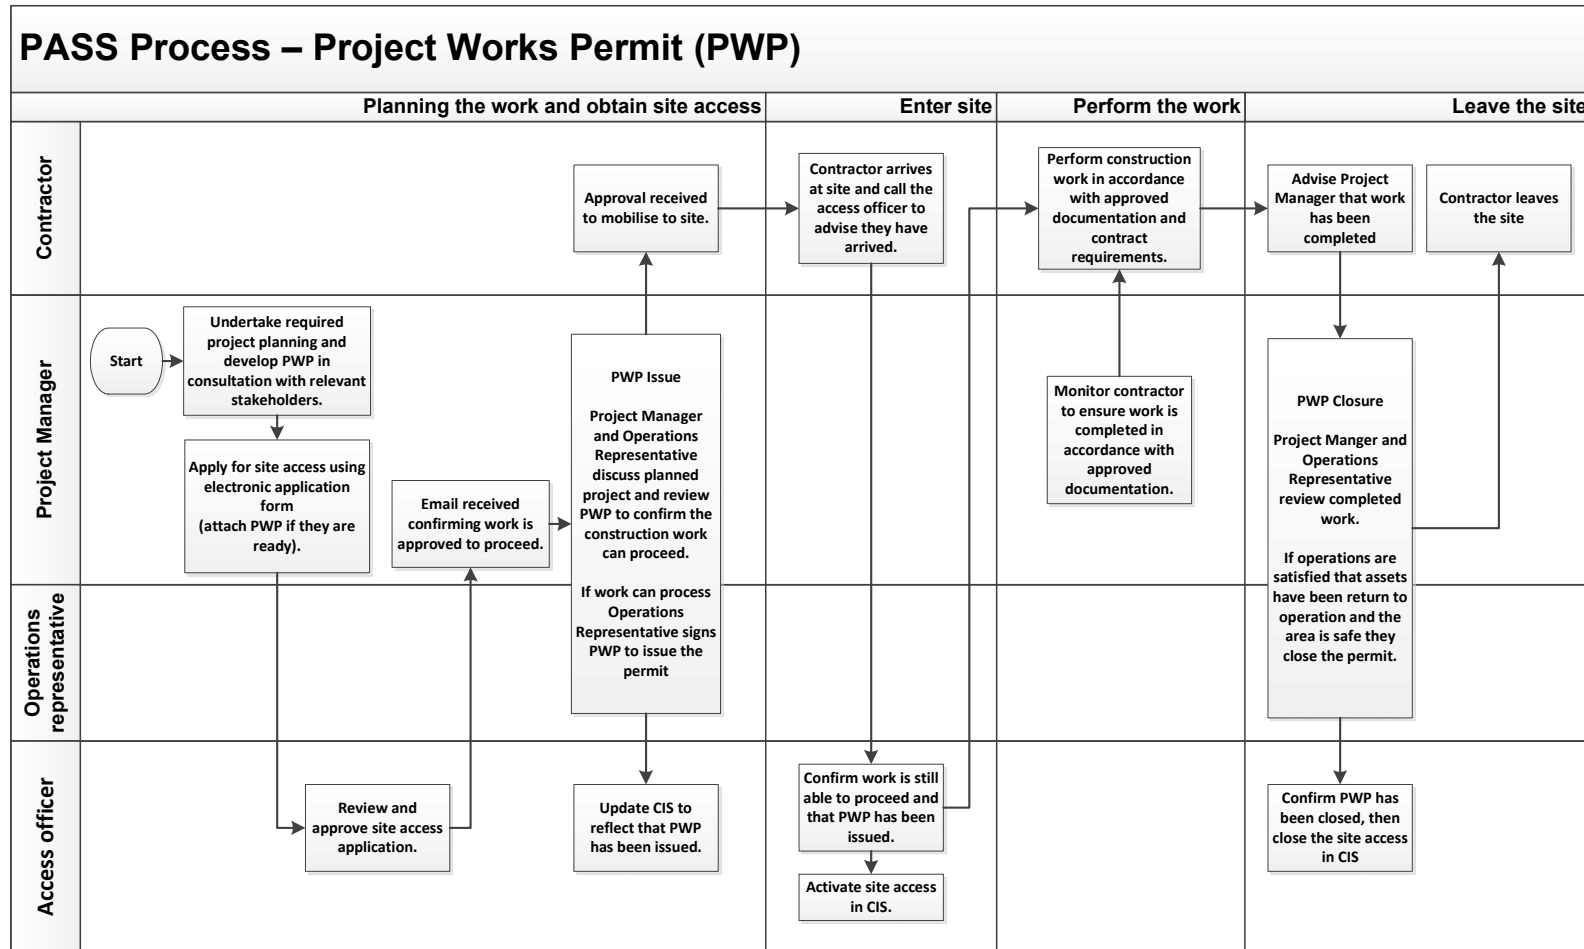 PASS Process – Project Works Permit (PWP)
Planning the work and obtain site access
Enter site
Perform the work
Leave the site
Contractor
Approval received
to mobilise to site.
Contractor arrives
at site and call the
access officer to
advise they have
arrived.
Perform construction
work in accordance
with approved
documentation and
contract
requirements.
Advise Project
Manager that work
has been
completed
Contractor leaves
the site
Project Manager
Start
Undertake required
project planning and
develop PWP in
consultation with relevant
stakeholders.
Apply for site access using
electronic application
form
(attach PWP if they are
ready).
Email received
confirming work is
approved to proceed.
PWP Issue
Project Manager
and Operations
Representative
discuss planned
project and review
PWP to confirm the
construction work
can proceed.
If work can process
Operations
Representative signs
PWP to issue the
permit
Monitor contractor
to ensure work is
completed in
accordance with
approved
documentation.
PWP Closure
Project Manger and
Operations
Representative
review completed
work.
If operations are
satisfied that assets
have been return to
operation and the
area is safe they
close the permit.
Operations
representative
Access officer
Review and
approve site access
application.
Update CIS to
reflect that PWP
has been issued.
Confirm work is still
able to proceed and
that PWP has been
issued.
Activate site access
in CIS.
Confirm PWP has
been closed, then
close the site access
in CIS